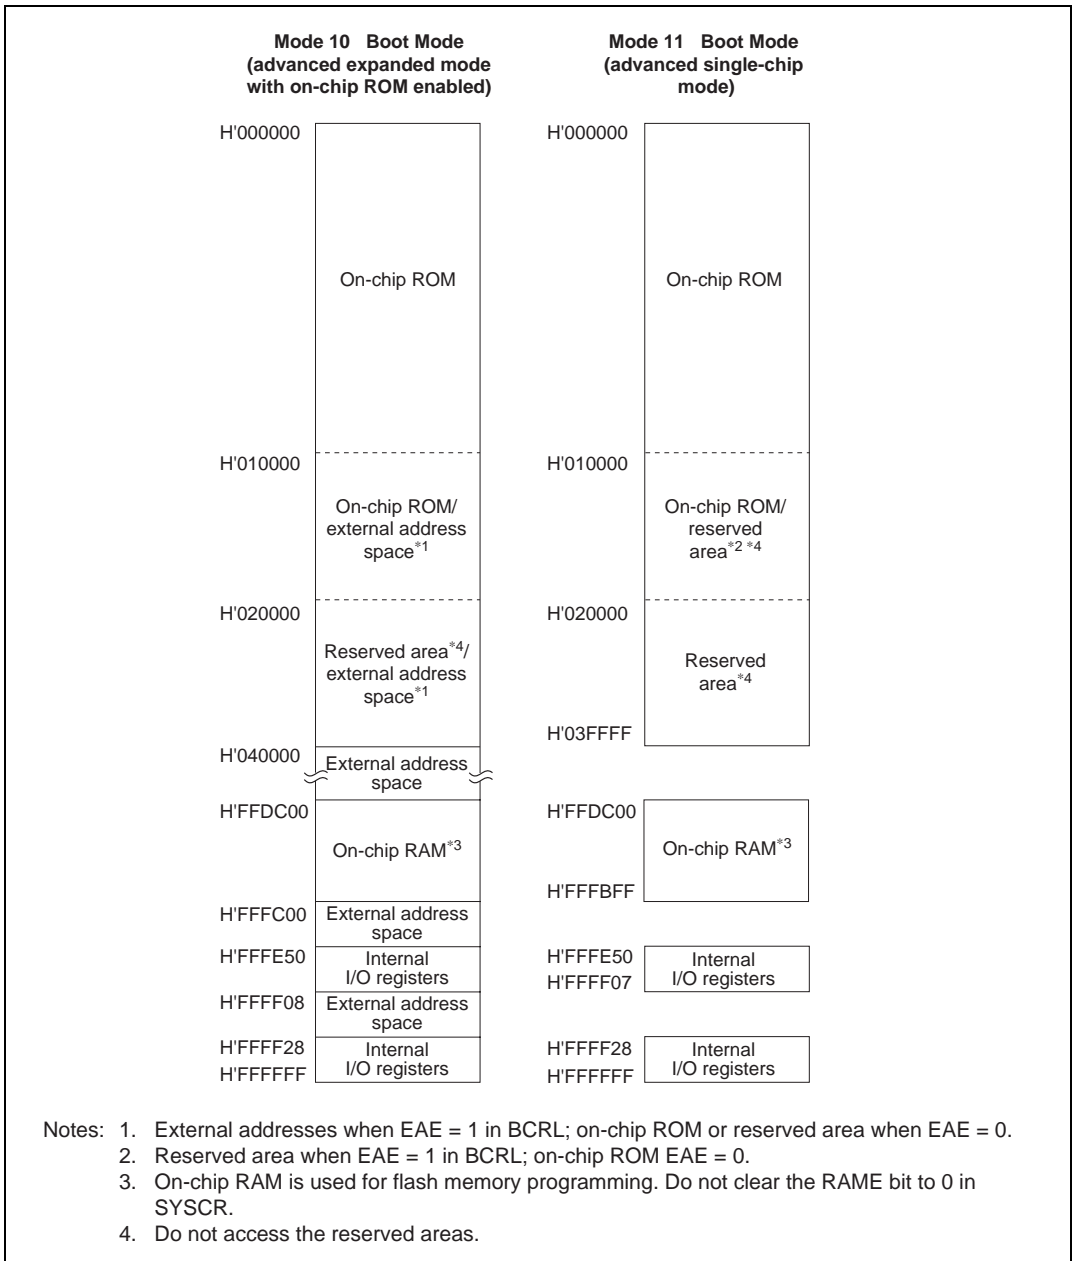 Mode 10 Boot Mode
(advanced expanded mode
with on-chip ROM enabled)
H'000000
On-chip ROM
H'010000
On-chip ROM/
external address
space*1
H'020000
Reserved area*4/
external address
space*1
H'040000
External address
space
H'FFDC00
On-chip RAM*3
H'FFFC00
External address
space
H'FFFE50
Internal
I/O registers
H'FFFF08
External address
space
H'FFFF28
Internal
I/O registers
H'FFFFFF
Mode 11 Boot Mode
(advanced single-chip
mode)
H'000000
On-chip ROM
H'010000
On-chip ROM/
reserved
area*2 *4
H'020000
Reserved
area*4
H'03FFFF
H'FFDC00
On-chip RAM*3
H'FFFBFF
H'FFFE50
Internal
I/O registers
H'FFFF07
H'FFFF28
Internal
I/O registers
H'FFFFFF
Notes: 1. External addresses when EAE = 1 in BCRL; on-chip ROM or reserved area when EAE = 0.
2. Reserved area when EAE = 1 in BCRL; on-chip ROM EAE = 0.
3. On-chip RAM is used for flash memory programming. Do not clear the RAME bit to 0 in
SYSCR.
4. Do not access the reserved areas.